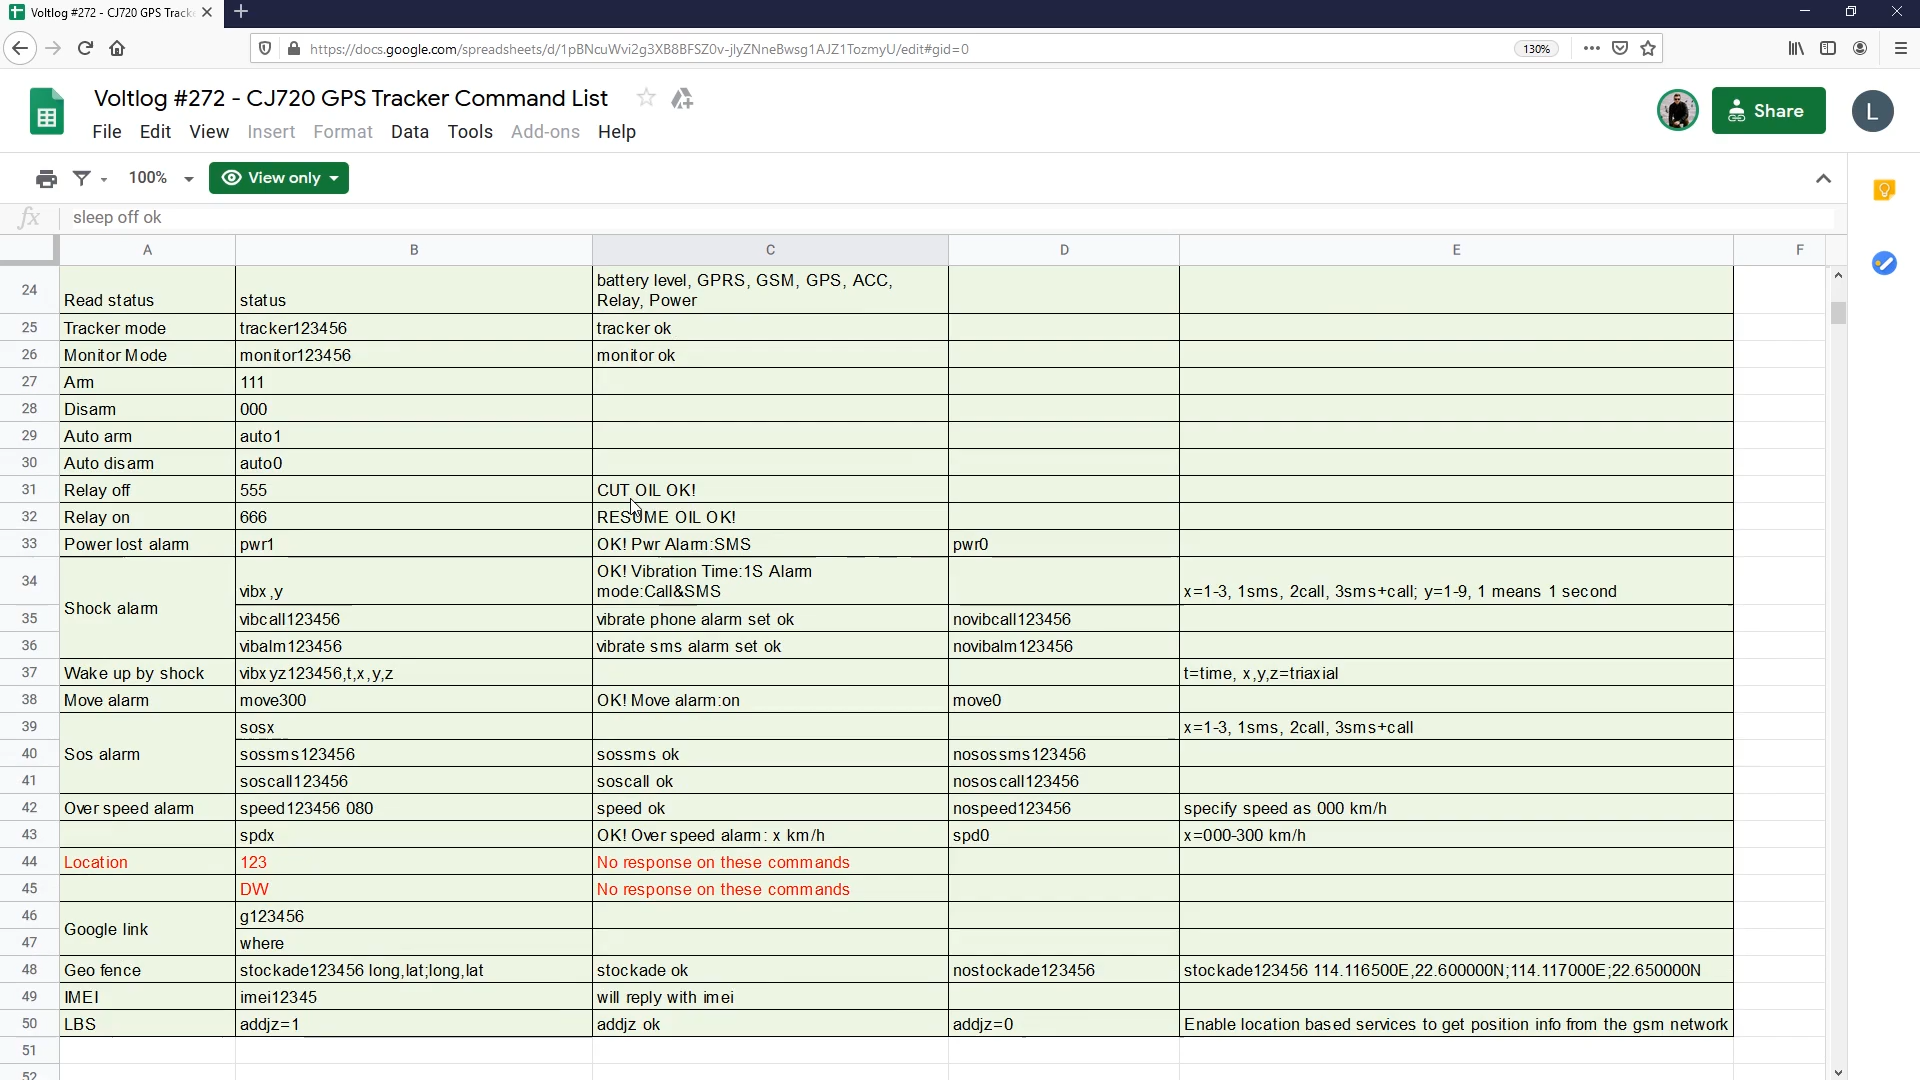 Voltlog #272 - CJ720 GPS Track
https://docs.google.com/spreadsheets/d/1pBNcuWvi2g3XB8BFSZ0v-jlyZNneBwsg1AJZ1TozmyU/edit#gid=0
130%
Voltlog #272 - CJ720 GPS Tracker Command List
File Edit View Insert Format Data Tools Add-ons Help
Share
L
100%
View only
fx sleep off ok
A B C D E F
24 Read status status battery level, GPRS, GSM, GPS, ACC,
Relay, Power
25 Tracker mode tracker123456 tracker ok
26 Monitor Mode monitor123456 monitor ok
27 Arm 111
28 Disarm 000
29 Auto arm auto1
30 Auto disarm auto0
31 Relay off 555 CUT OIL OK!
32 Relay on 666 RESUME OIL OK!
33 Power lost alarm pwr1 OK! Pwr Alarm:SMS pwr0
34 Shock alarm vibx,y OK! Vibration Time:1S Alarm
mode:Call&SMS x=1-3, 1sms, 2call, 3sms+call; y=1-9, 1 means 1 second
35 vibcall123456 vibrate phone alarm set ok novibcall123456
36 vibalm123456 vibrate sms alarm set ok novibalm123456
37 Wake up by shock vibxyz123456,t,x,y,z t=time, x,y,z=triaxial
38 Move alarm move300 OK! Move alarm:on move0
39 sosx x=1-3, 1sms, 2call, 3sms+call
40 Sos alarm sossms123456 sossms ok nosossms123456
41 soscall123456 soscall ok nososcall123456
42 Over speed alarm speed123456 080 speed ok nospeed123456 specify speed as 000 km/h
43 spdx OK! Over speed alarm: x km/h spd0 x=000-300 km/h
44 Location 123 No response on these commands
45 DW No response on these commands
46 Google link g123456
47 where
48 Geo fence stockade123456 long,lat;long,lat stockade ok nostockade123456 stockade123456 114.116500E,22.600000N;114.117000E;22.650000N
49 IMEI imei12345 will reply with imei
50 LBS addjz=1 addjz ok addjz=0 Enable location based services to get position info from the gsm network
51
52